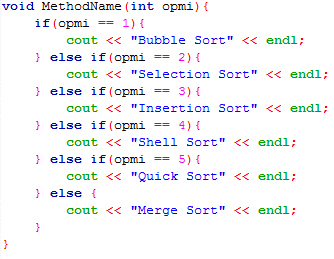 void MethodName(int opmi){
    if(opmi == 1){
        cout << "Bubble Sort" << endl;
    } else if(opmi == 2){
        cout << "Selection Sort" << endl;
    } else if(opmi == 3){
        cout << "Insertion Sort" << endl;
    } else if(opmi == 4){
        cout << "Shell Sort" << endl;
    } else if(opmi == 5){
        cout << "Quick Sort" << endl;
    } else {
        cout << "Merge Sort" << endl;
    }
}